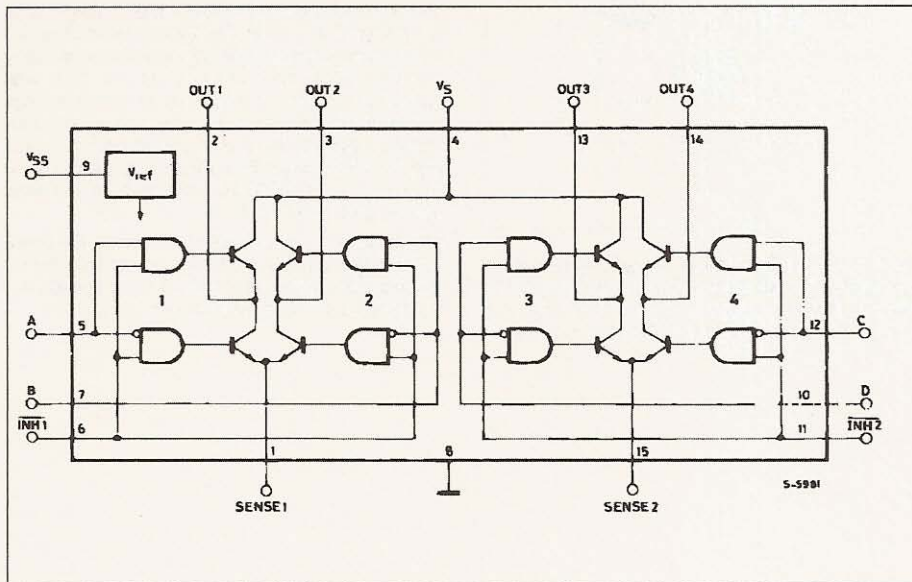 OUT1 OUT2 VS OUT3 OUT4
2 3 4 13 14
VSS 9 Vref
1 2 3 4
A 5 12 C
B 7 10 D
INH1 6 11 INH2
1 8 15
SENSE1 SENSE2
S-5981